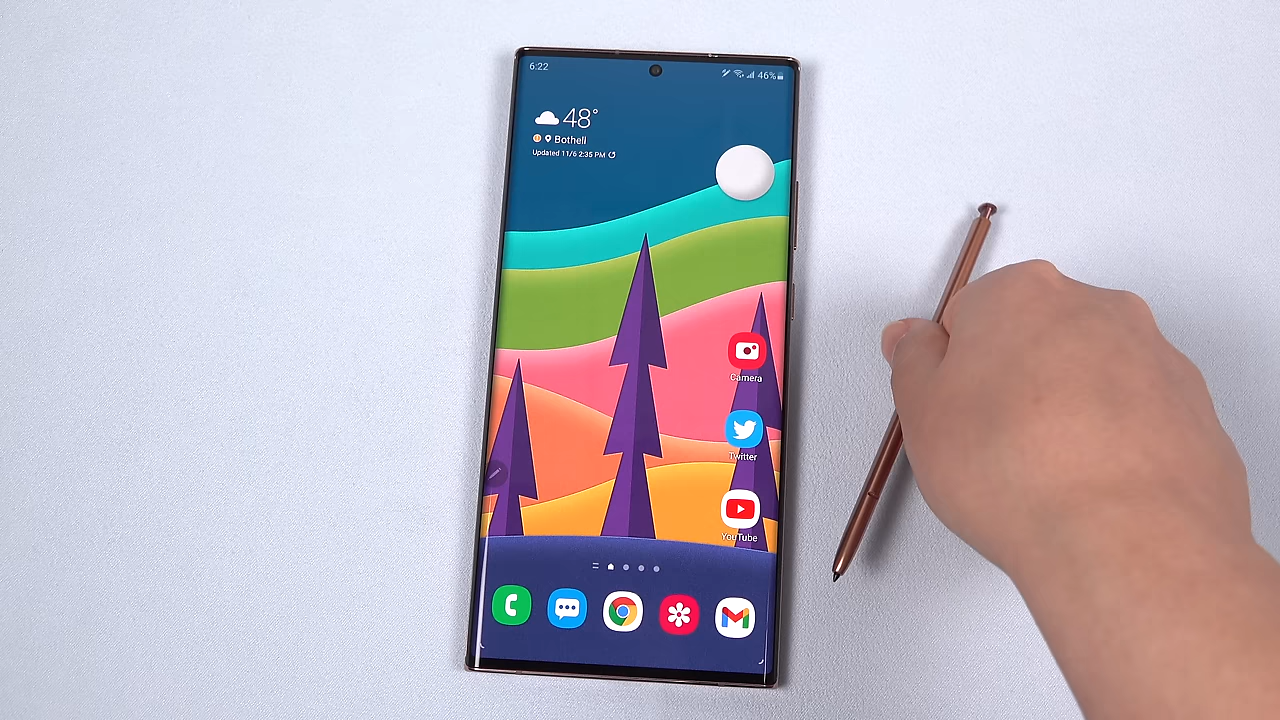 6:22
46%
48°
Bothell
Updated 11/6 2:35 PM
Camera
Twitter
YouTube